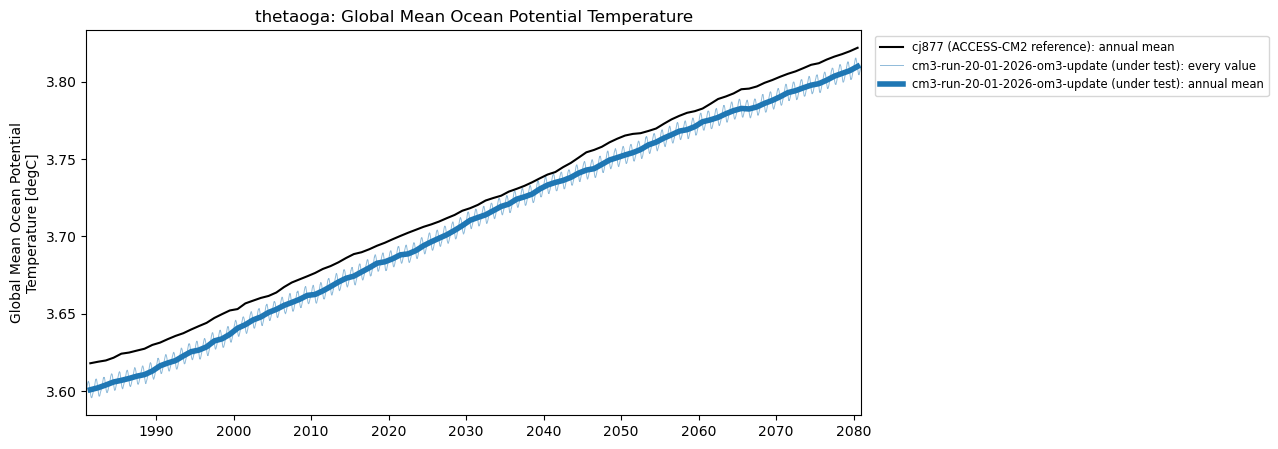 thetaoga: Global Mean Ocean Potential Temperature
cj877 (ACCESS-CM2 reference): annual mean
cm3-run-20-01-2026-om3-update (under test): every value
cm3-run-20-01-2026-om3-update (under test): annual mean
Global Mean Ocean Potential
Temperature [degC]
3.80
3.75
3.70
3.65
3.60
1990 2000 2010 2020 2030 2040 2050 2060 2070 2080